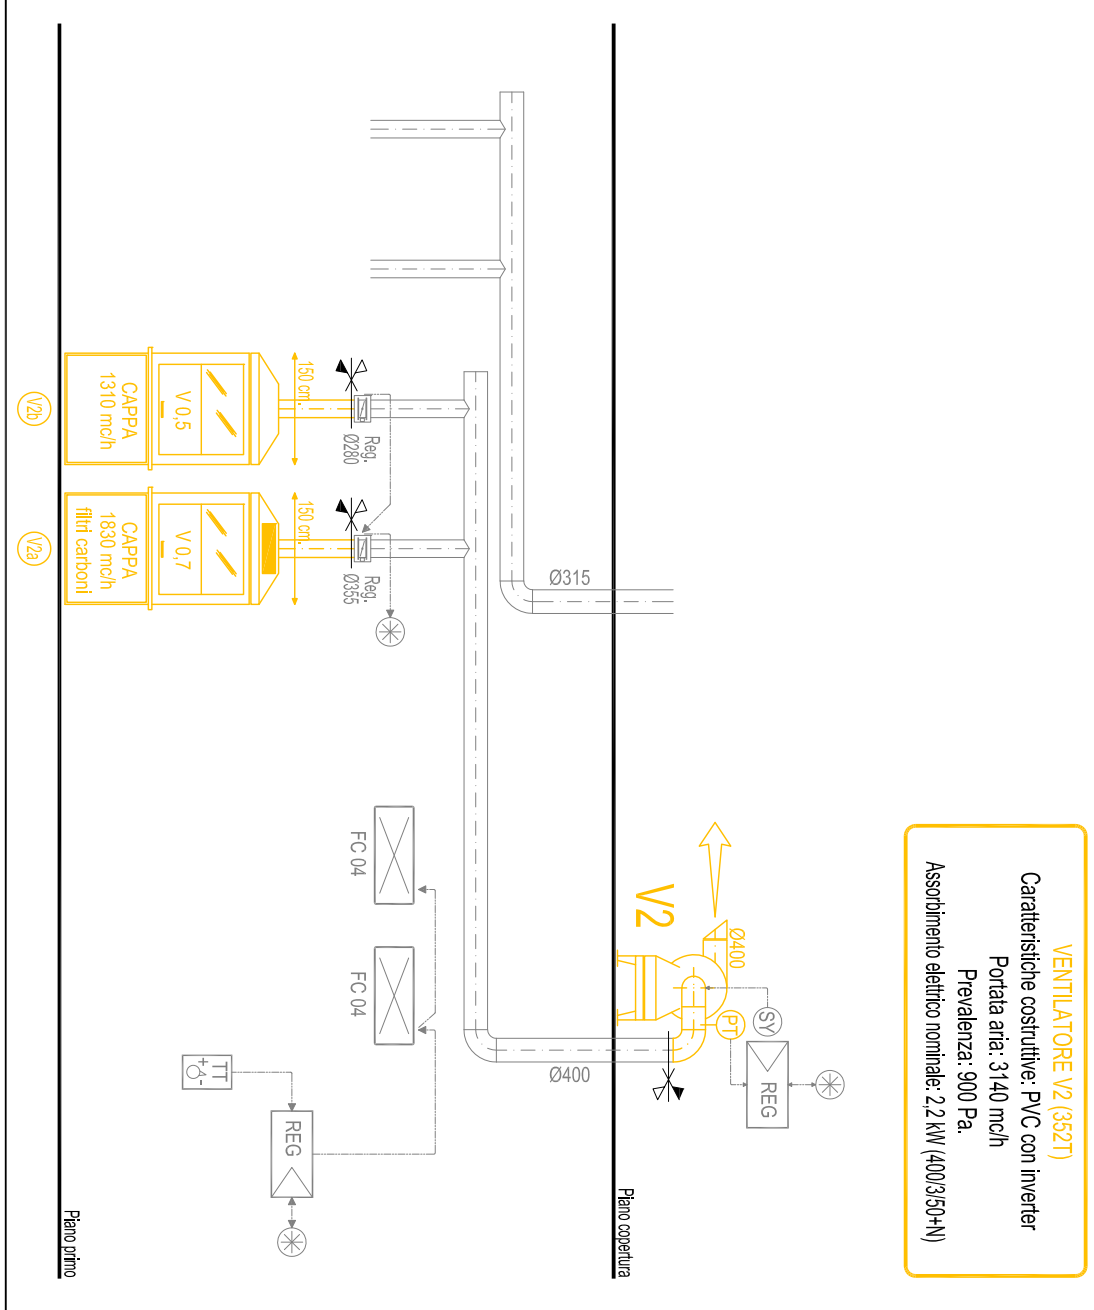 VENTILATORE V2 (352T)
Caratteristiche costruttive: PVC con inverter
Portata aria: 3140 mc/h
Prevalenza: 900 Pa.
Assorbimento elettrico nominale: 2,2 kW (400/3/50+N)
V2
Ø400
SY
PT
REG
Piano copertura
Ø315
Ø400
150 cm.
Reg.
Ø280
150 cm.
Reg.
Ø355
V 0,5
CAPPA
1310 mc/h
V2b
V 0,7
CAPPA
1830 mc/h
filtri carboni
V2a
FC 04
FC 04
TT
+ -
REG
Piano primo